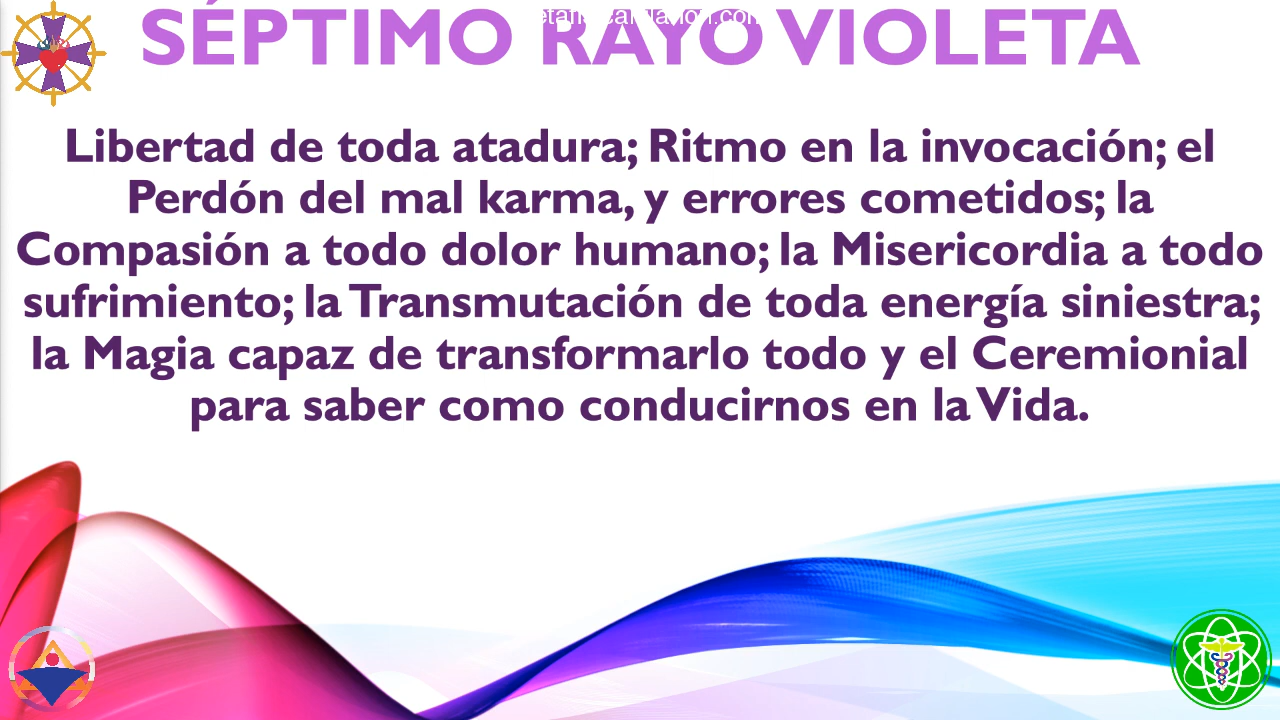 SÉPTIMO RAYO VIOLETA
Libertad de toda atadura; Ritmo en la invocación; el
Perdón del mal karma, y errores cometidos; la
Compasión a todo dolor humano; la Misericordia a todo
sufrimiento; la Transmutación de toda energía siniestra;
la Magia capaz de transformarlo todo y el Ceremionial
para saber como conducirnos en la Vida.